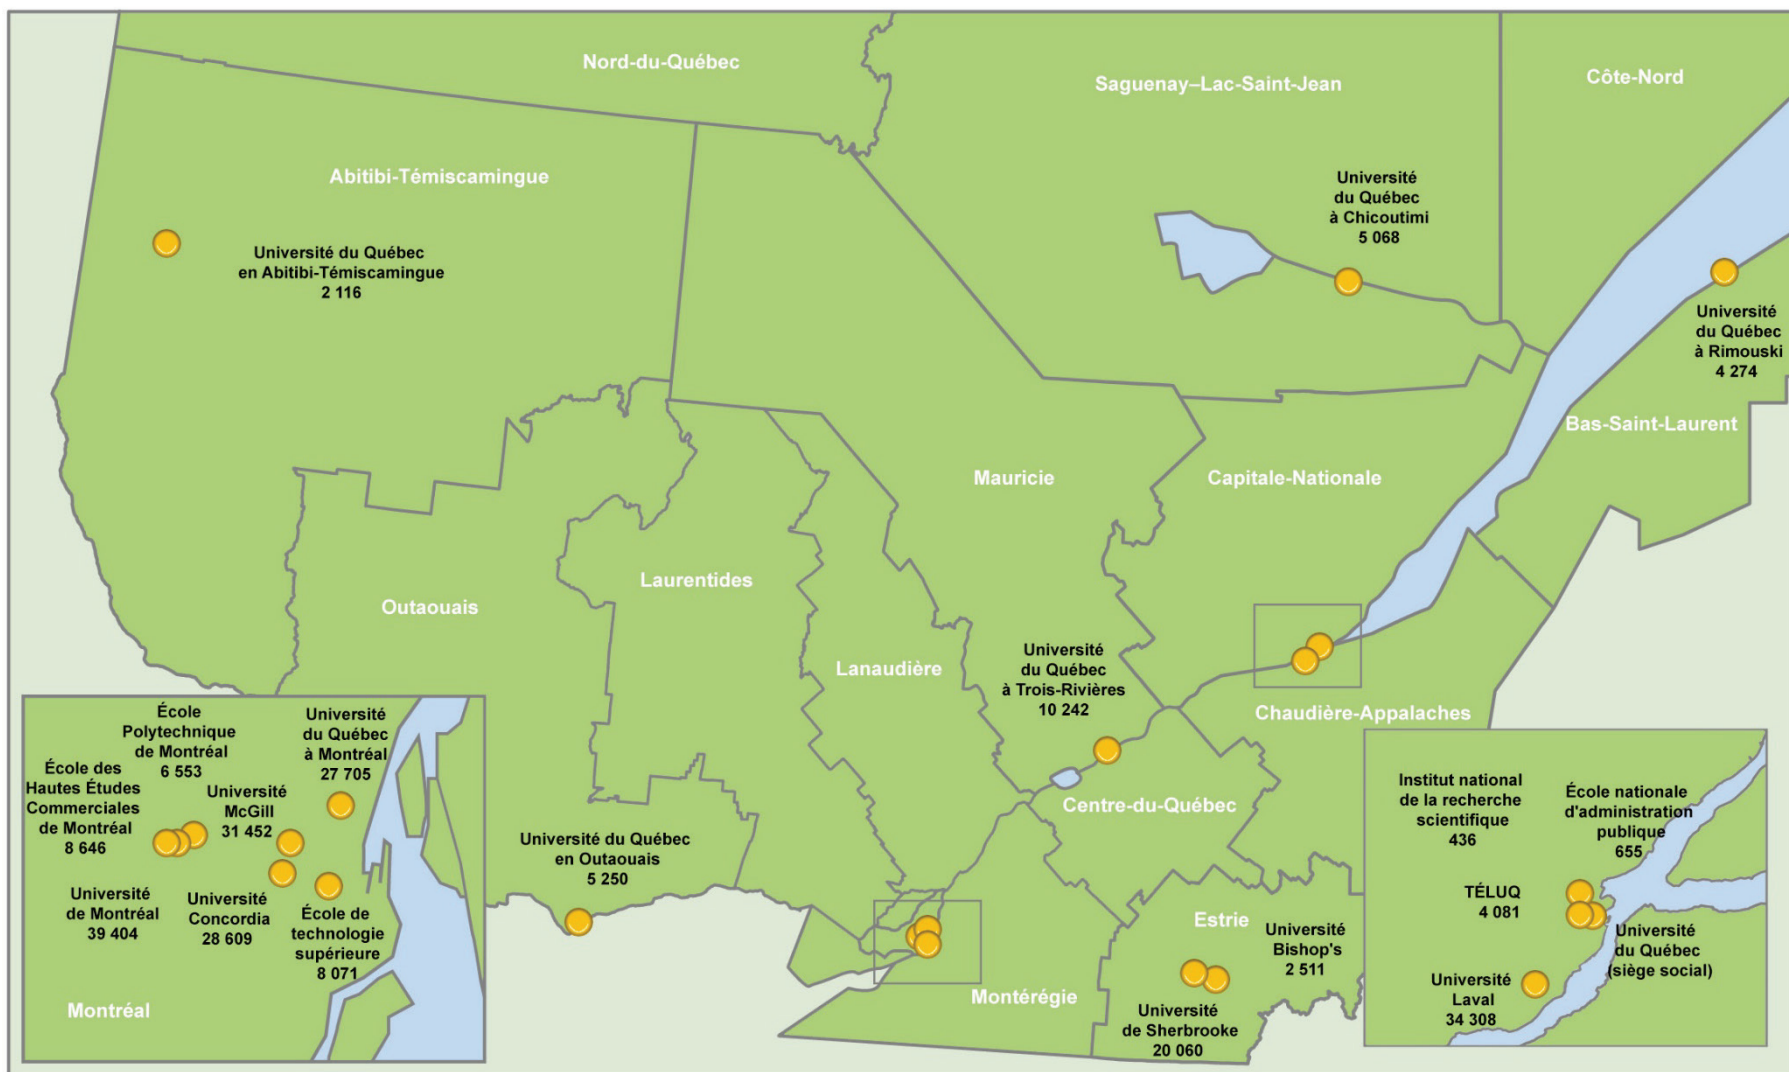 Nord-du-Québec
Saguenay–Lac-Saint-Jean
Côte-Nord
Abitibi-Témiscamingue
Université du Québec
en Abitibi-Témiscamingue
2 116
Université
du Québec
à Chicoutimi
5 068
Université
du Québec
à Rimouski
4 274
Bas-Saint-Laurent
Mauricie
Capitale-Nationale
Laurentides
Outaouais
Lanaudière
Université
du Québec
à Trois-Rivières
10 242
Chaudière-Appalaches
Centre-du-Québec
Université du Québec
en Outaouais
5 250
Estrie
Université
Bishop's
2 511
Montérégie
Université
de Sherbrooke
20 060
École
Polytechnique
de Montréal
6 553
Université
du Québec
à Montréal
27 705
École des
Hautes Études
Commerciales
de Montréal
8 646
Université
McGill
31 452
Université
de Montréal
39 404
Université
Concordia
28 609
École de
technologie
supérieure
8 071
Montréal
Institut national
de la recherche
scientifique
436
École nationale
d'administration
publique
655
TÉLUQ
4 081
Université
du Québec
(siège social)
Université
Laval
34 308